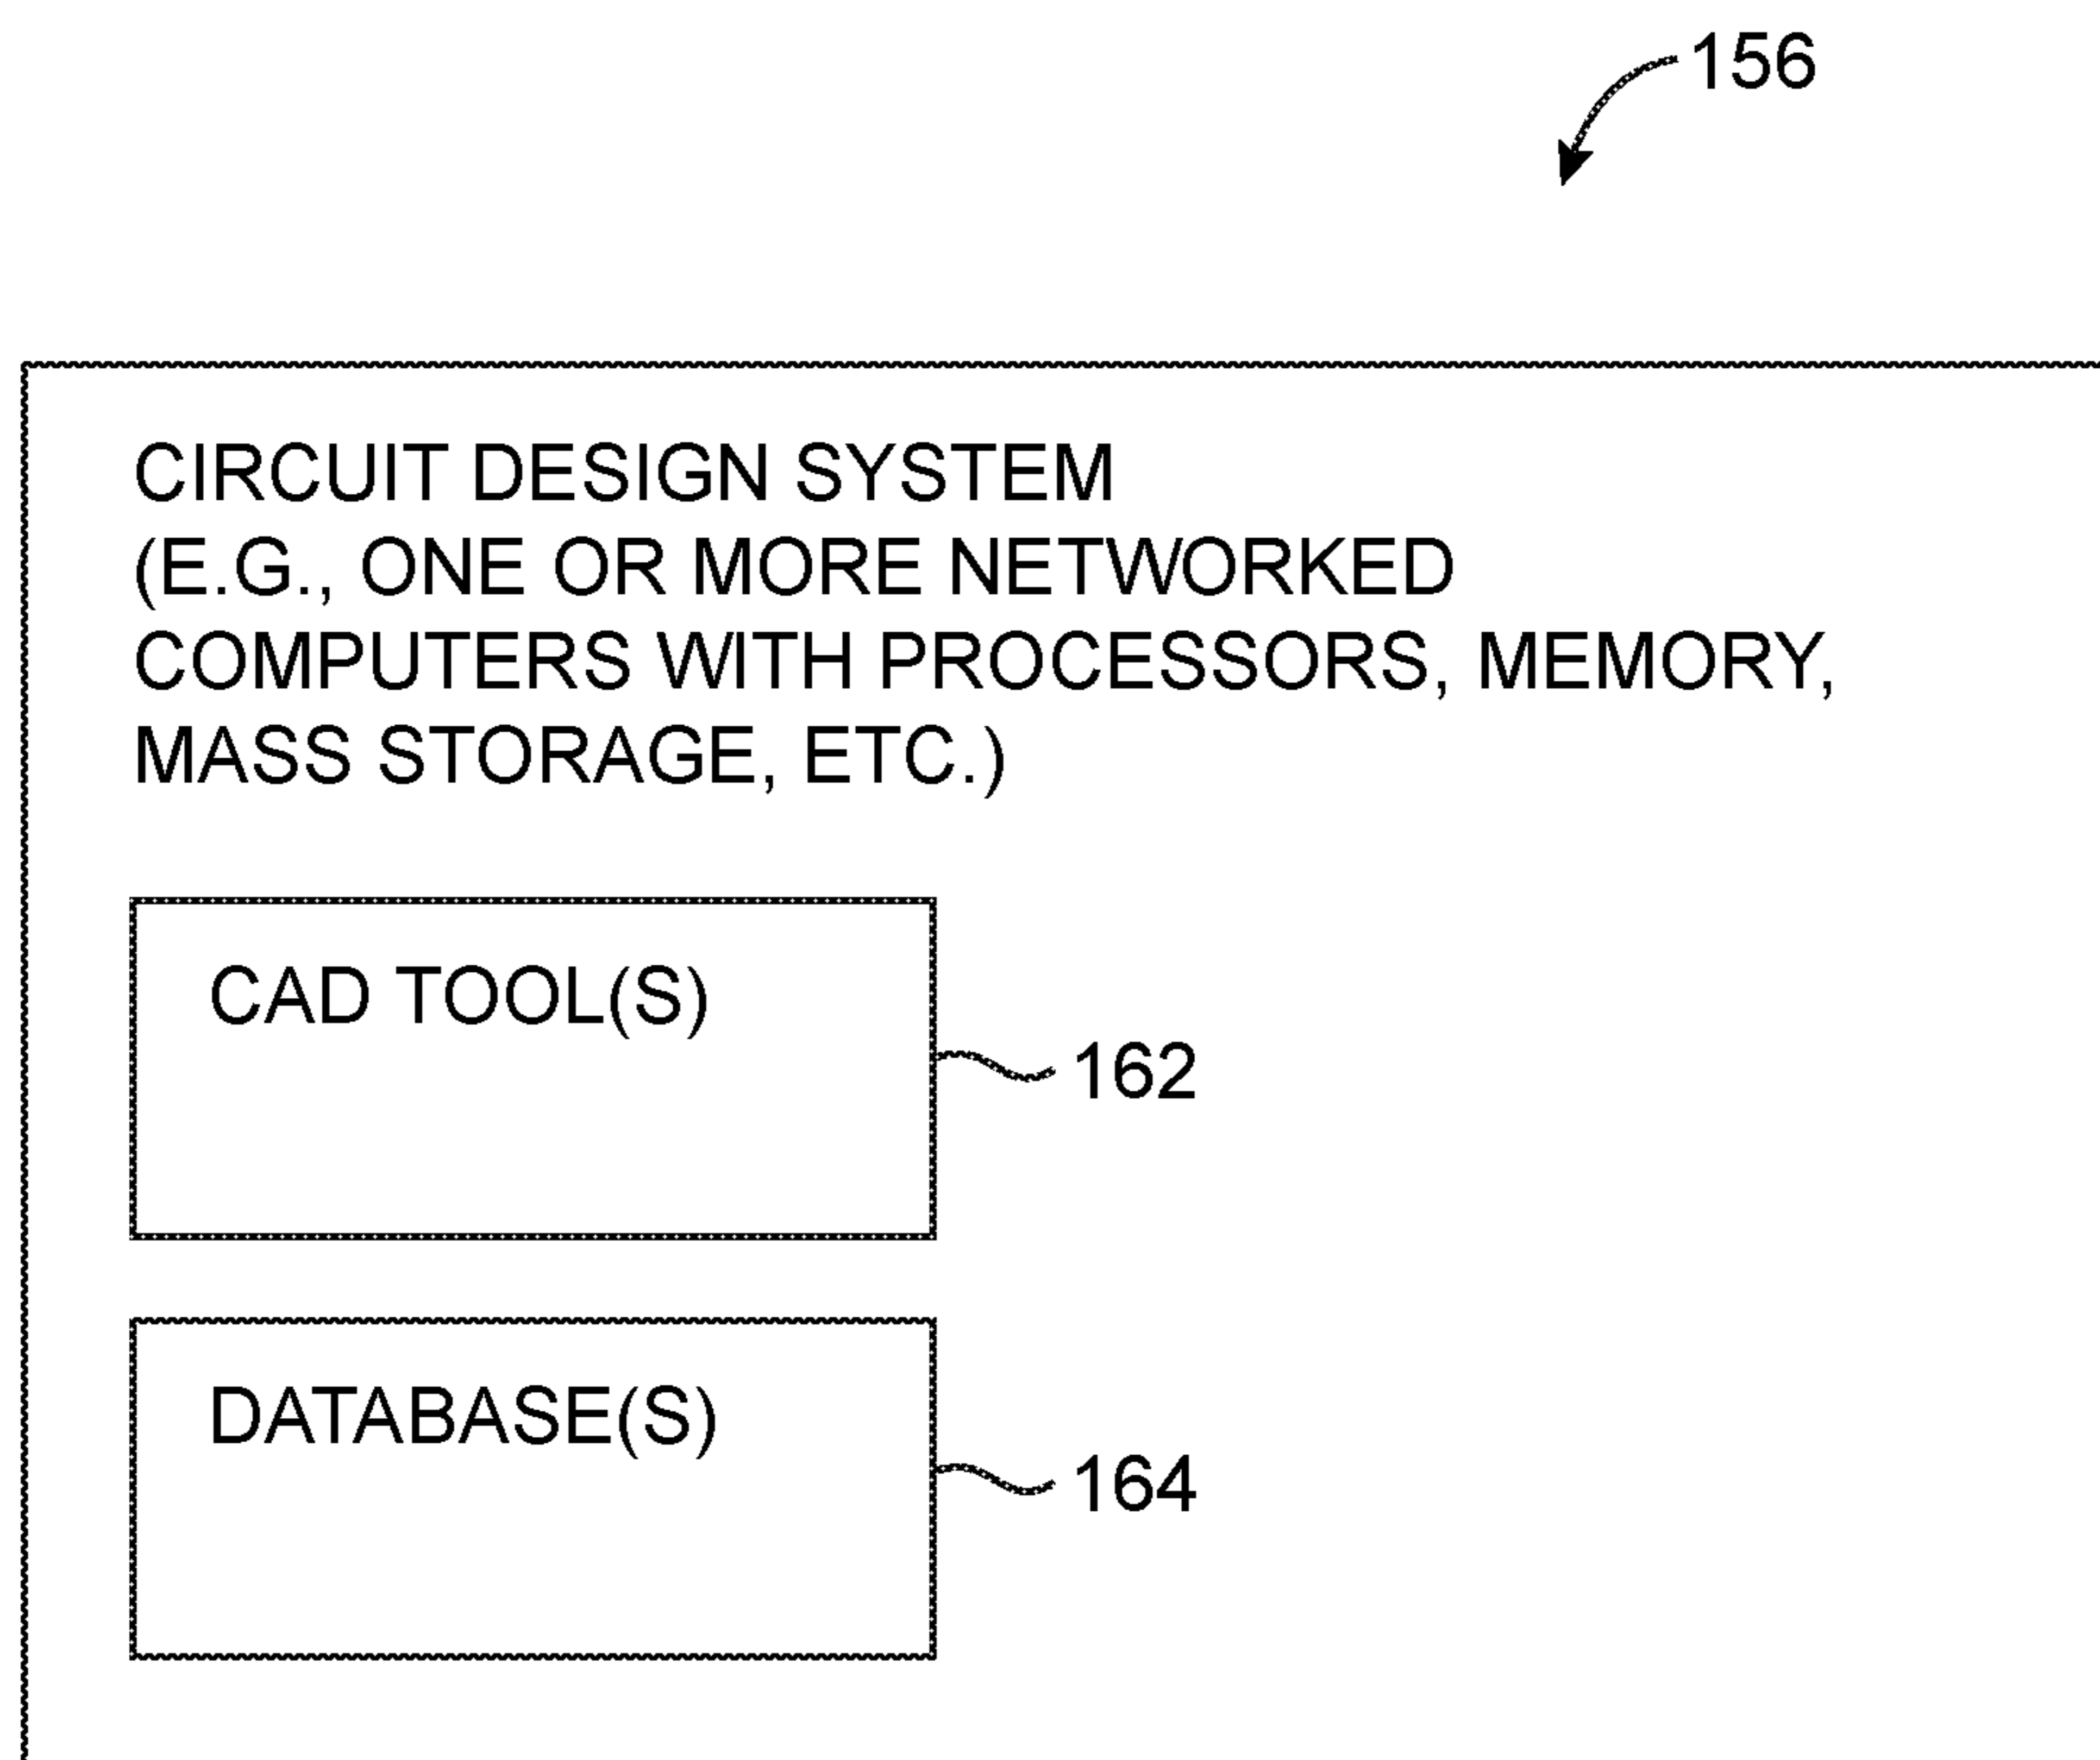 156
CIRCUIT DESIGN SYSTEM
(E.G., ONE OR MORE NETWORKED
COMPUTERS WITH PROCESSORS, MEMORY,
MASS STORAGE, ETC.)
CAD TOOL(S)
162
DATABASE(S)
164